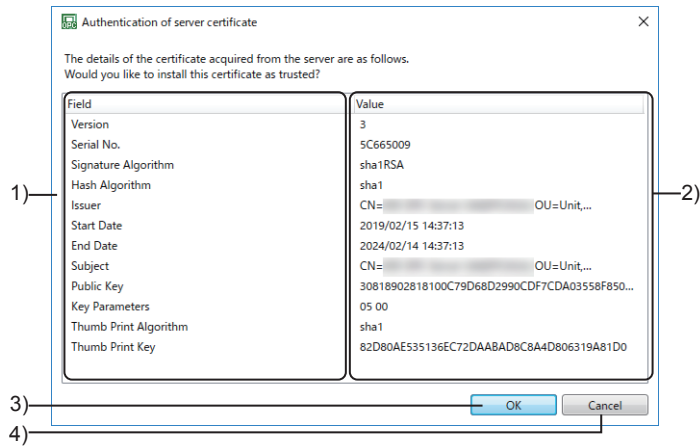 OPC Authentication of server certificate
The details of the certificate acquired from the server are as follows.
Would you like to install this certificate as trusted?
Field Value
Version 3
Serial No. 5C665009
Signature Algorithm sha1RSA
Hash Algorithm sha1
1) Issuer CN= OU=Unit,... 2)
Start Date 2019/02/15 14:37:13
End Date 2024/02/14 14:37:13
Subject CN= OU=Unit,...
Public Key 30818902818100C79D68D2990CDF7CDA03558F850...
Key Parameters 05 00
Thumb Print Algorithm sha1
Thumb Print Key 82D80AE535136EC72DAABAD8C8A4D806319A81D0
3) OK Cancel
4)